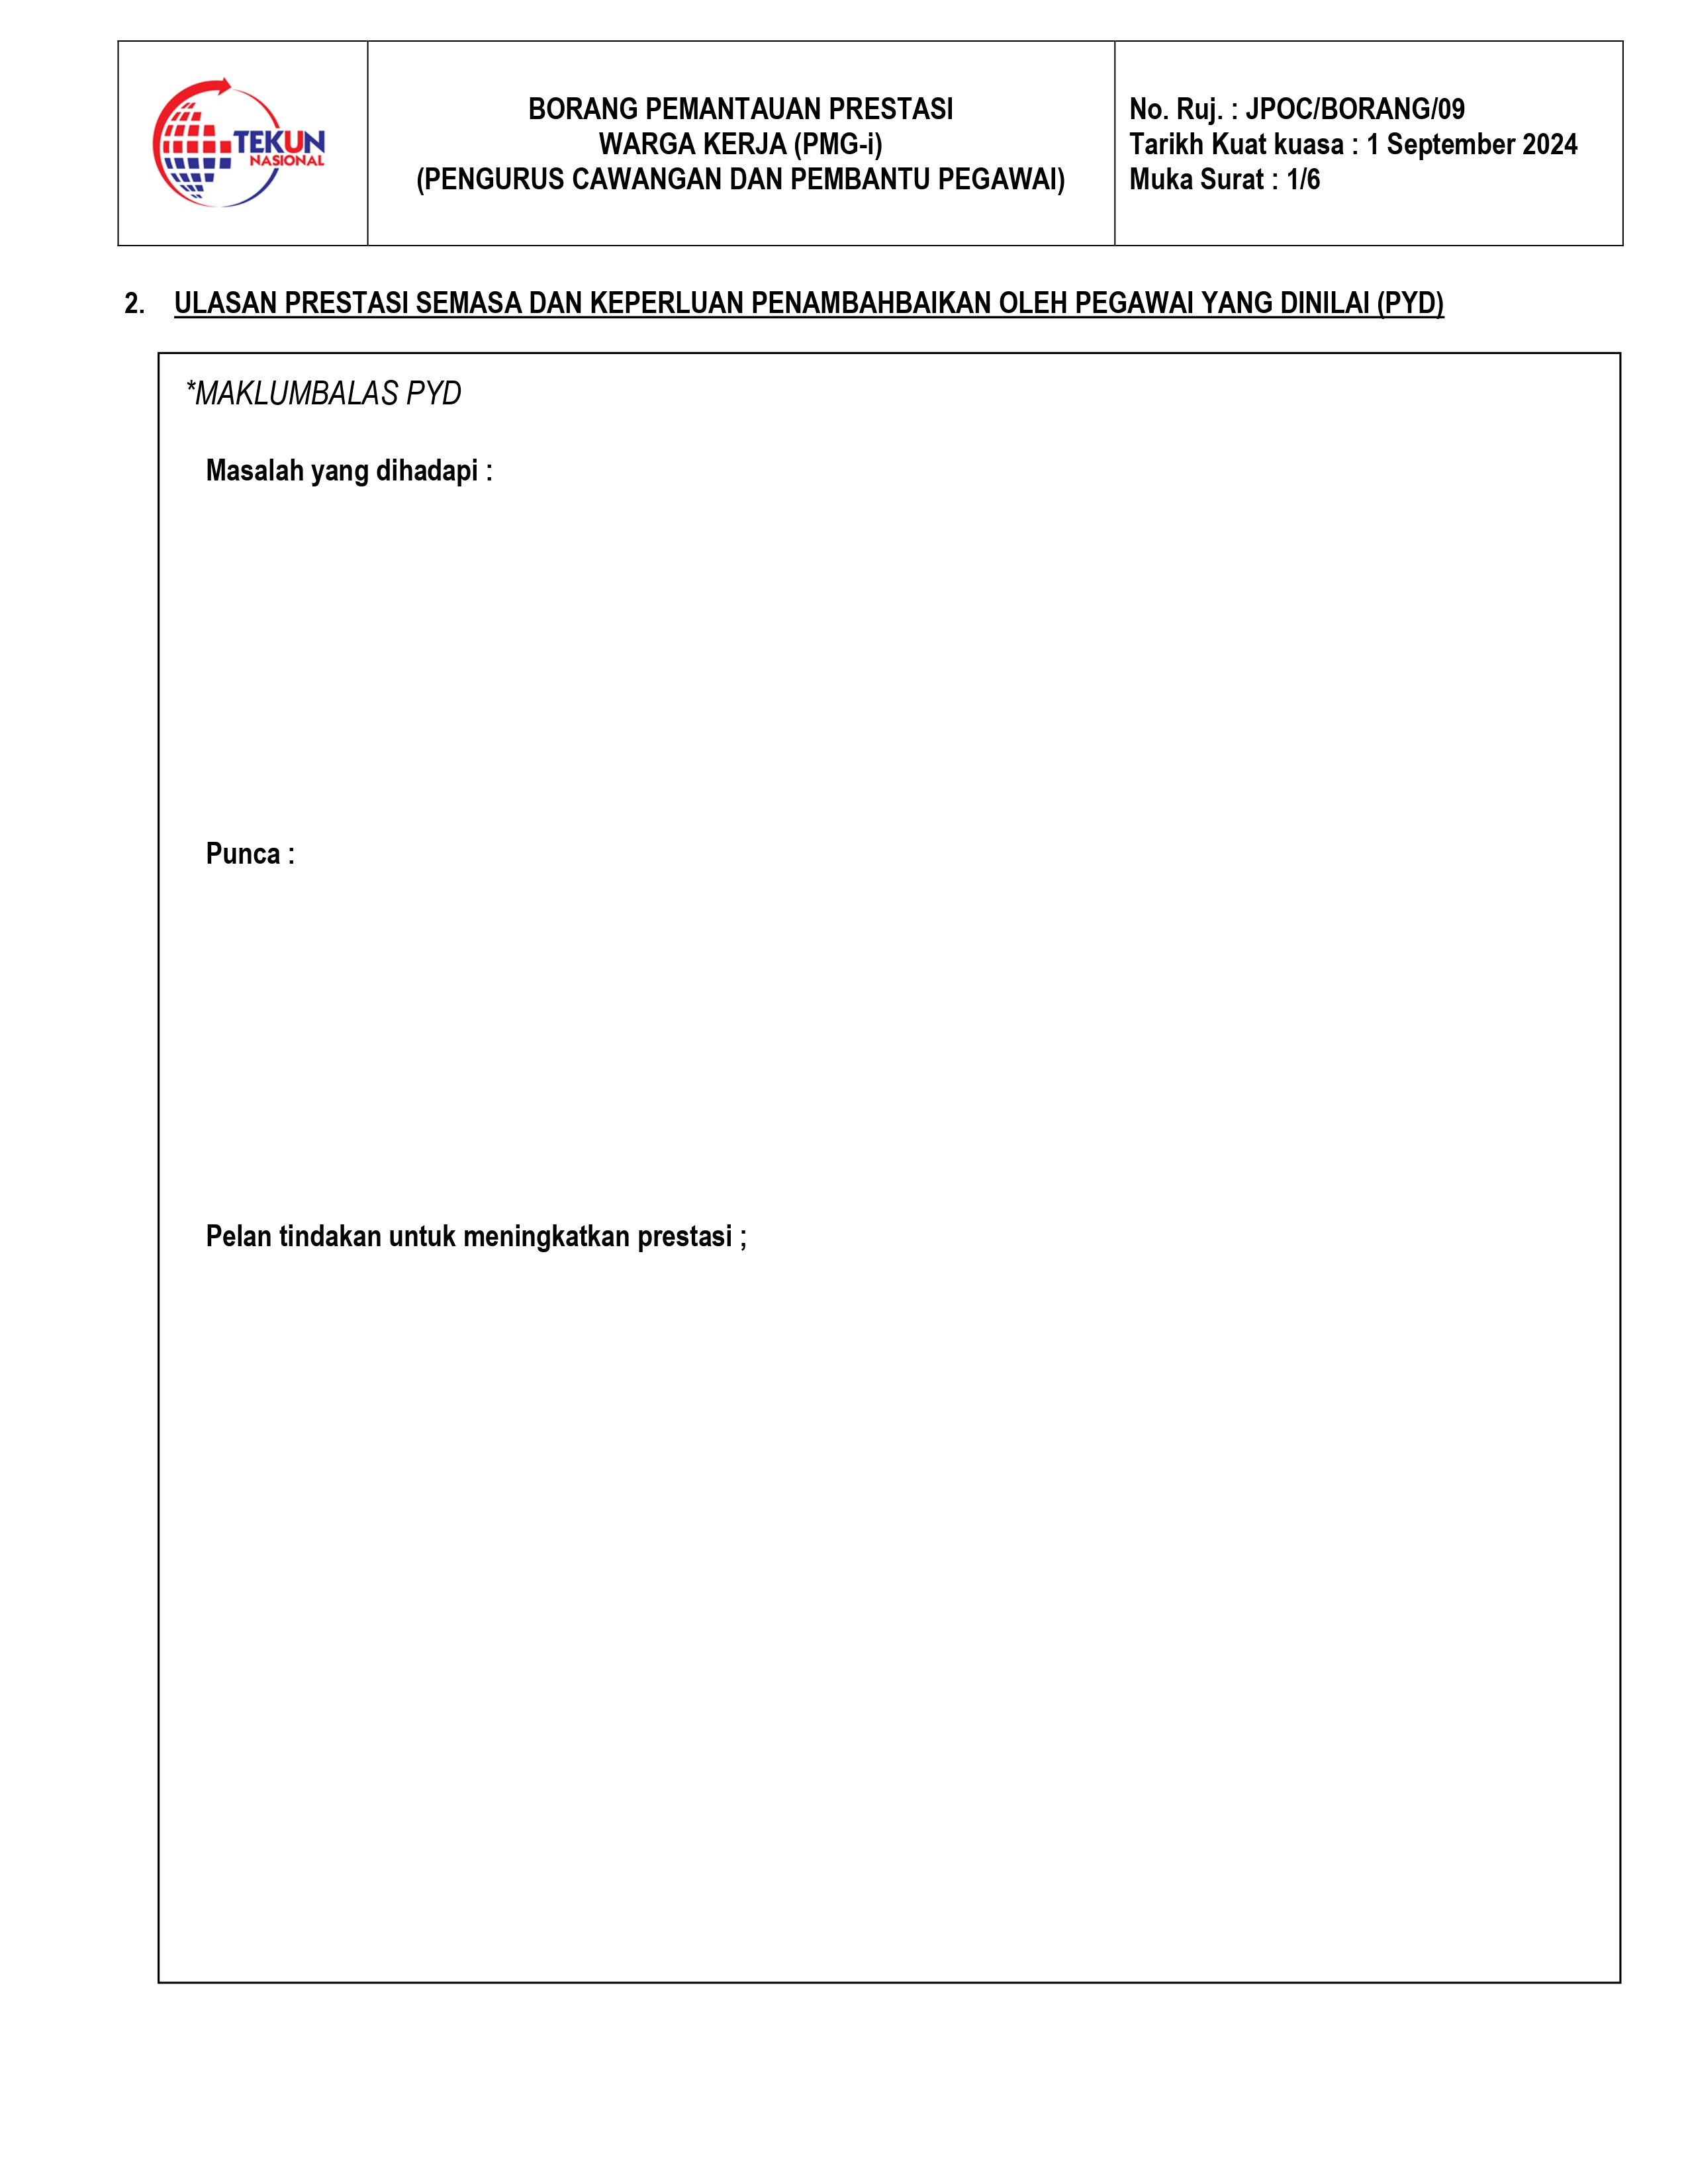 TEKUN
NASIONAL
BORANG PEMANTAUAN PRESTASI
WARGA KERJA (PMG-i)
(PENGURUS CAWANGAN DAN PEMBANTU PEGAWAI)
No. Ruj. : JPOC/BORANG/09
Tarikh Kuat kuasa : 1 September 2024
Muka Surat : 1/6
2. ULASAN PRESTASI SEMASA DAN KEPERLUAN PENAMBAHBAIKAN OLEH PEGAWAI YANG DINILAI (PYD)
*MAKLUMBALAS PYD
Masalah yang dihadapi :
Punca :
Pelan tindakan untuk meningkatkan prestasi ;